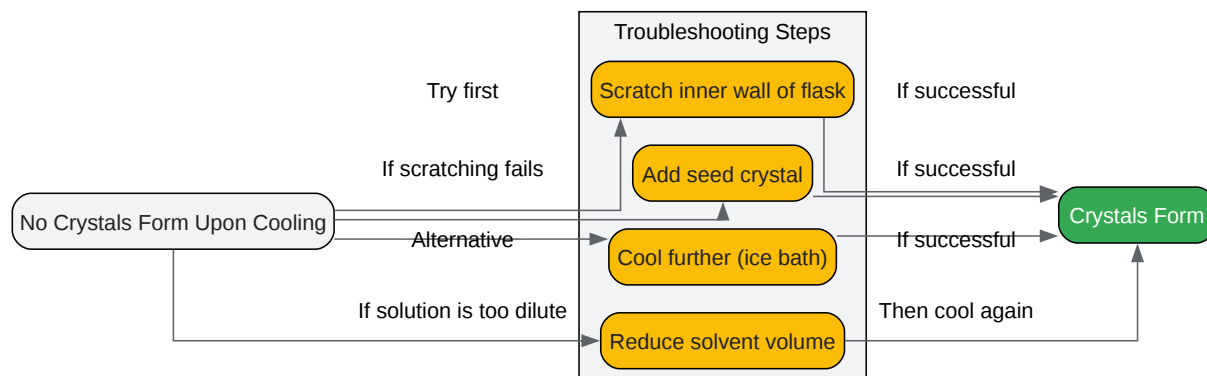 Troubleshooting Steps
Try first
Scratch inner wall of flask
If successful
If scratching fails
Add seed crystal
If successful
No Crystals Form Upon Cooling
Crystals Form
Alternative
Cool further (ice bath)
If successful
If solution is too dilute
Reduce solvent volume
Then cool again